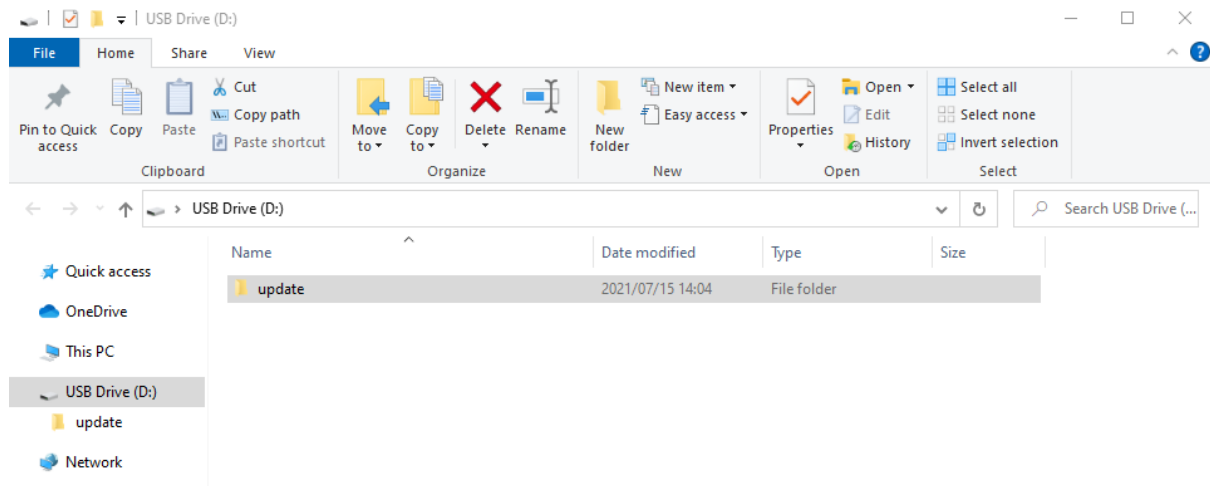 USB Drive (D:)
File Home Share View
Pin to Quick access
Copy
Paste
Cut
Copy path
Paste shortcut
Clipboard
Move to
Copy to
Delete
Rename
Organize
New folder
New item
Easy access
New
Properties
Open
Edit
History
Open
Select all
Select none
Invert selection
Select
USB Drive (D:)
Search USB Drive (...
Name Date modified Type Size
update 2021/07/15 14:04 File folder
Quick access
OneDrive
This PC
USB Drive (D:)
update
Network